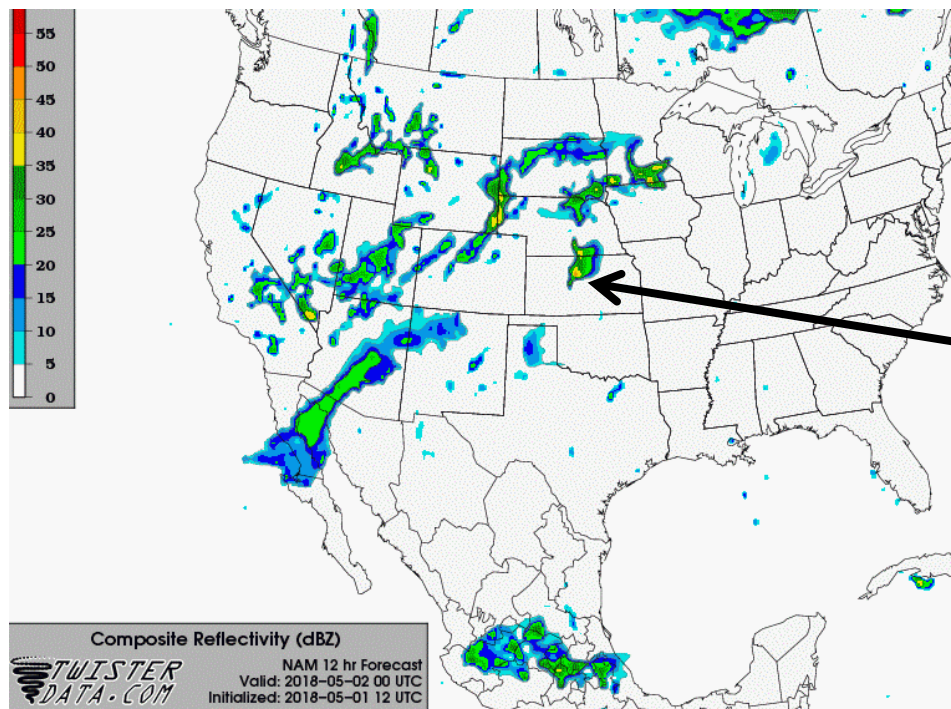 55
50
45
40
35
30
25
20
15
10
5
0
Composite Reflectivity (dBZ)
TWISTER
DATA.COM
NAM 12 hr Forecast
Valid: 2018-05-02 00 UTC
Initialized: 2018-05-01 12 UTC